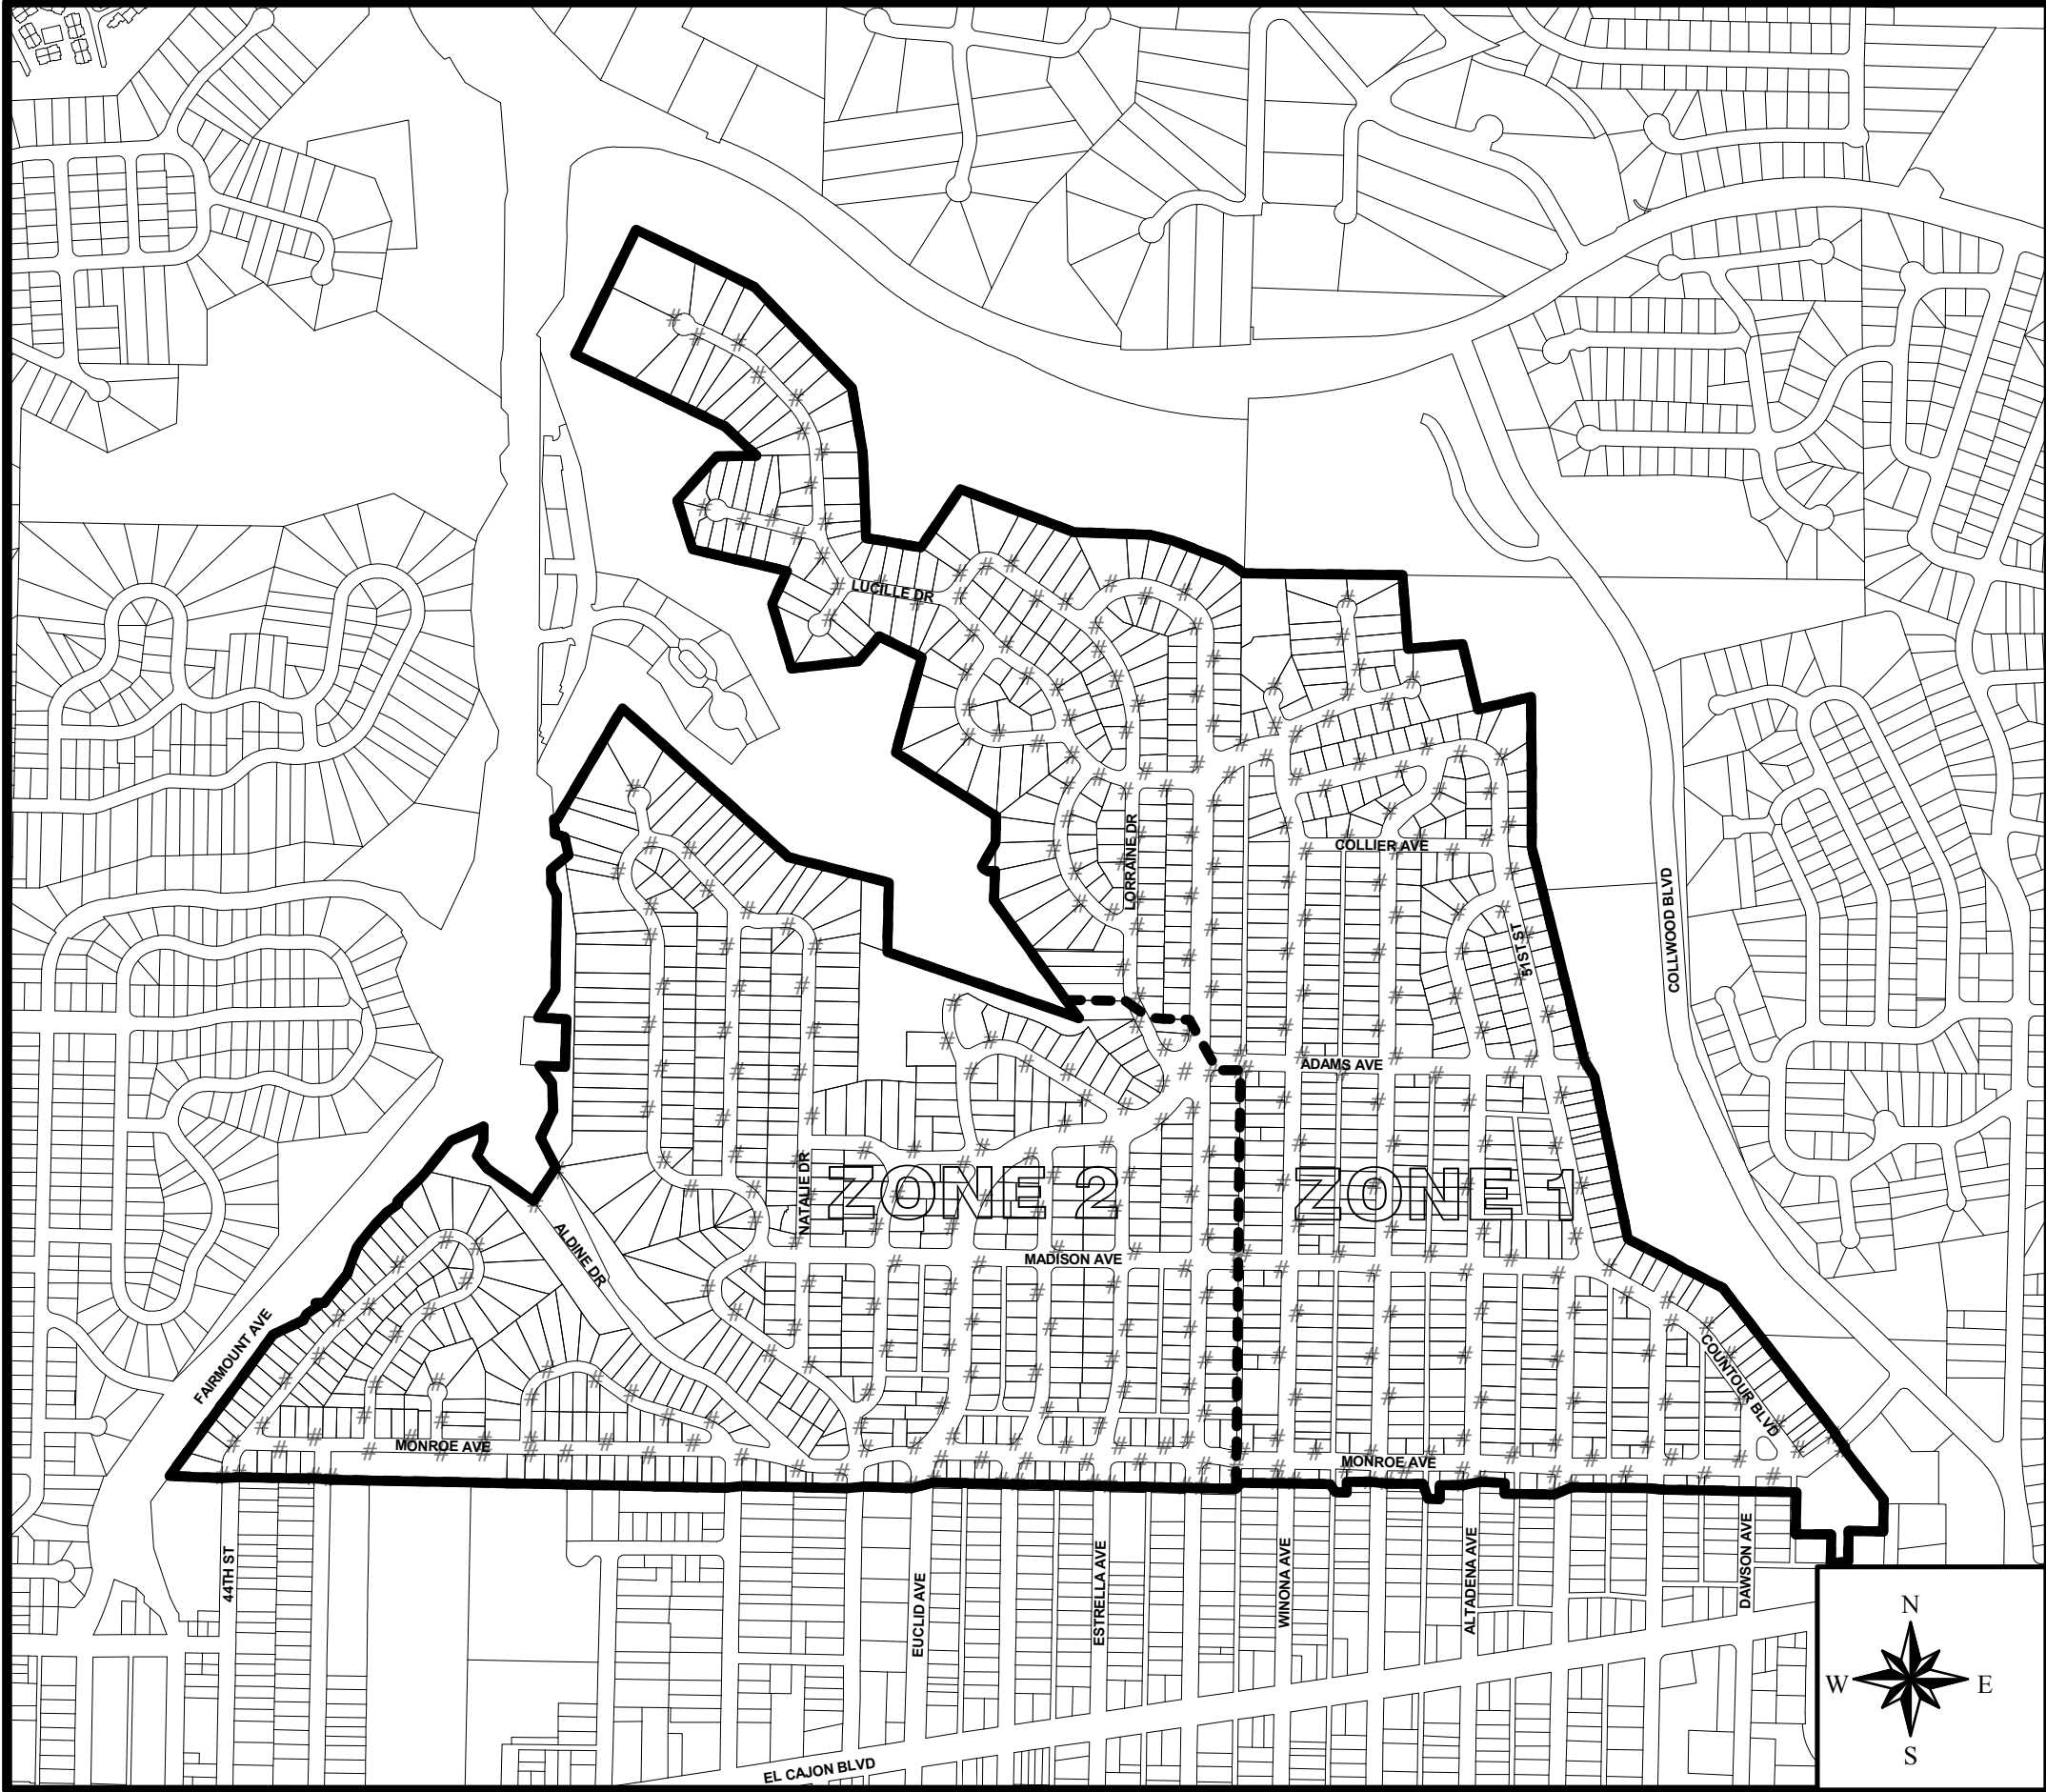 LUCILLE DR
LORRAINE DR
COLLIER AVE
51ST ST
COLLWOOD BLVD
ADAMS AVE
NATALIE DR
ZONE 2
ZONE 1
ALDINE DR
MADISON AVE
FAIRMOUNT AVE
COUNTOUR BLVD
MONROE AVE
MONROE AVE
44TH ST
EUCLID AVE
ESTRELLA AVE
WINONA AVE
ALTADENA AVE
DAWSON AVE
EL CAJON BLVD
N
W
E
S